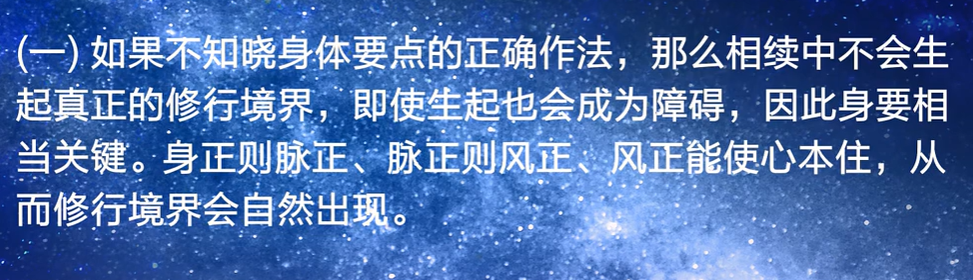 (一) 如果不知晓身体要点的正确作法，那么相续中不会生
起真正的修行境界，即使生起也会成为障碍，因此身要相
当关键。身正则脉正、脉正则风正、风正能使心本住，从
而修行境界会自然出现。